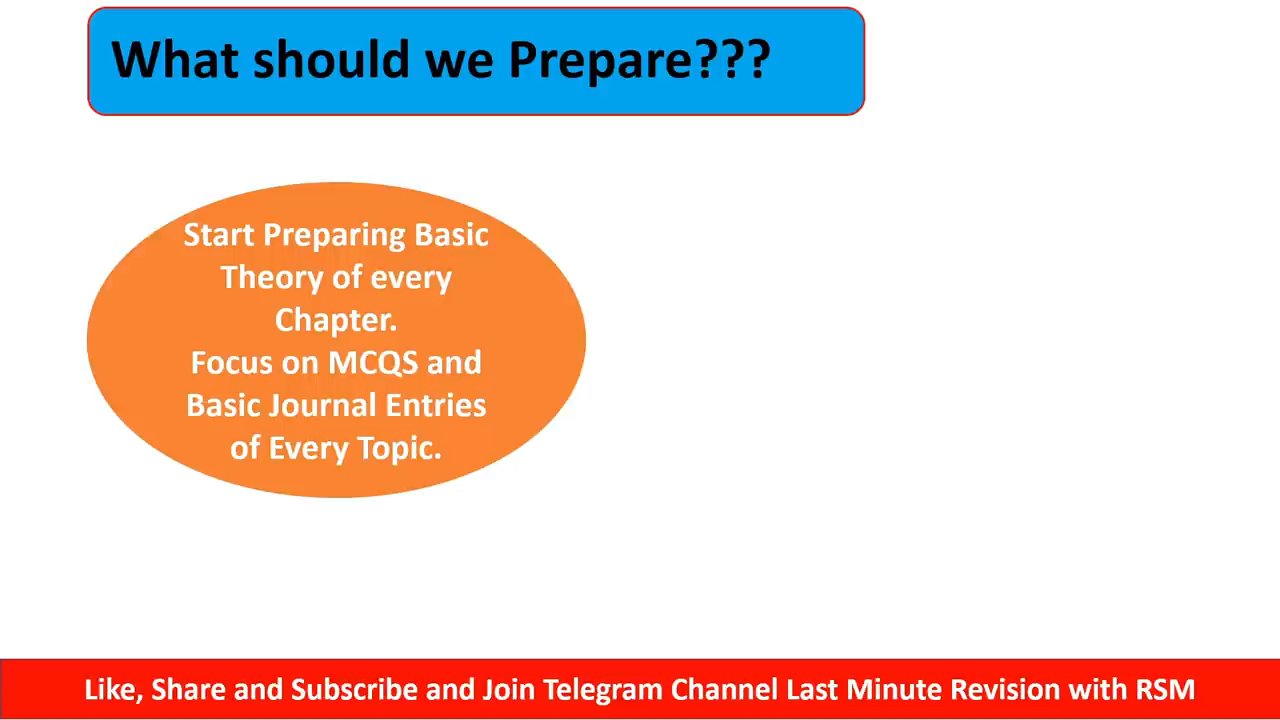 What should we Prepare???
Start Preparing Basic
Theory of every
Chapter.
Focus on MCQS and
Basic Journal Entries
of Every Topic.
Like, Share and Subscribe and Join Telegram Channel Last Minute Revision with RSM